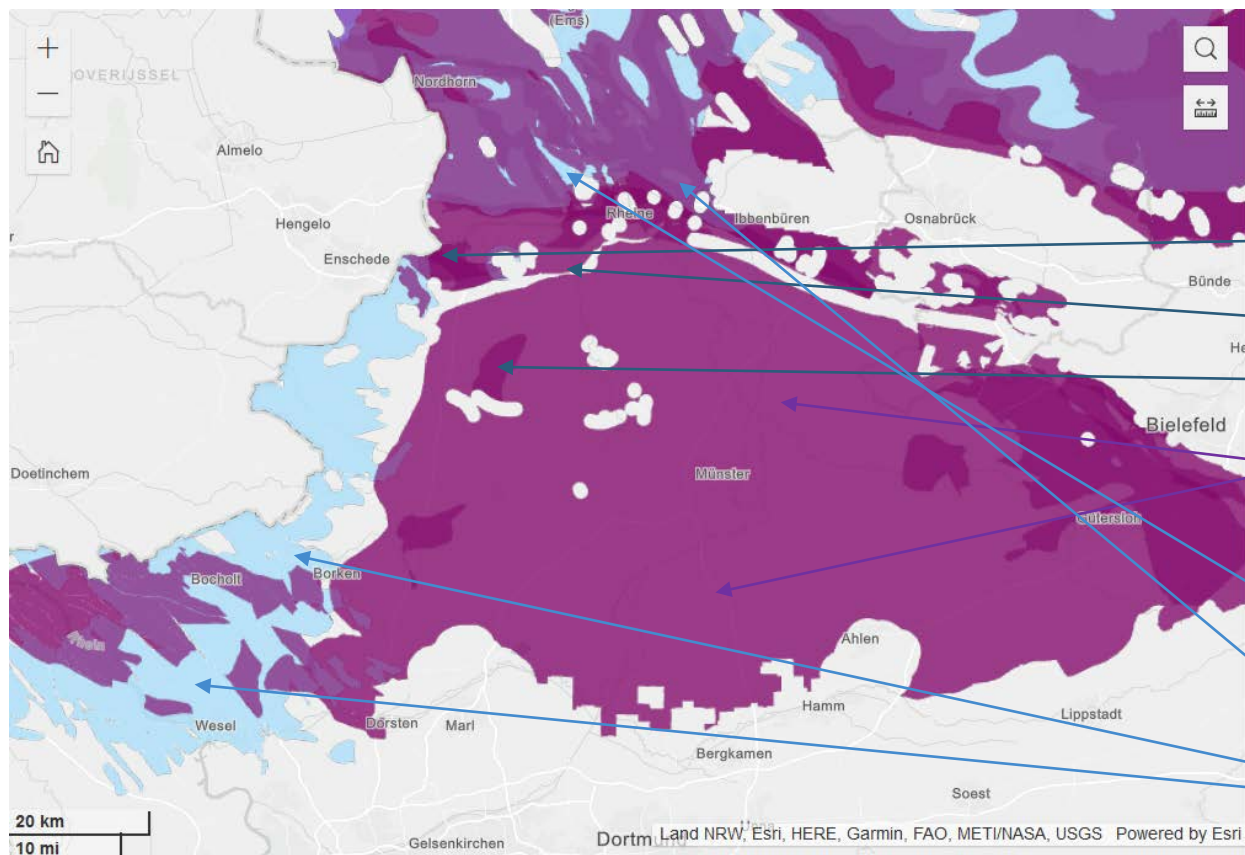 (Ems)
OVERIJSSEL
Nordhorn
Almelo
Hengelo
Rheine
Ibbenbüren
Osnabrück
Enschede
Bünde
He
Bielefeld
Doetinchem
Münster
Gütersloh
Bocholt
Borken
Rhein
Ahlen
Wesel
Dorsten
Marl
Hamm
Lippstadt
Bergkamen
Soest
20 km
10 mi
Gelsenkirchen
Dortmund
Land NRW, Esri, HERE, Garmin, FAO, METI/NASA, USGS Powered by Esri